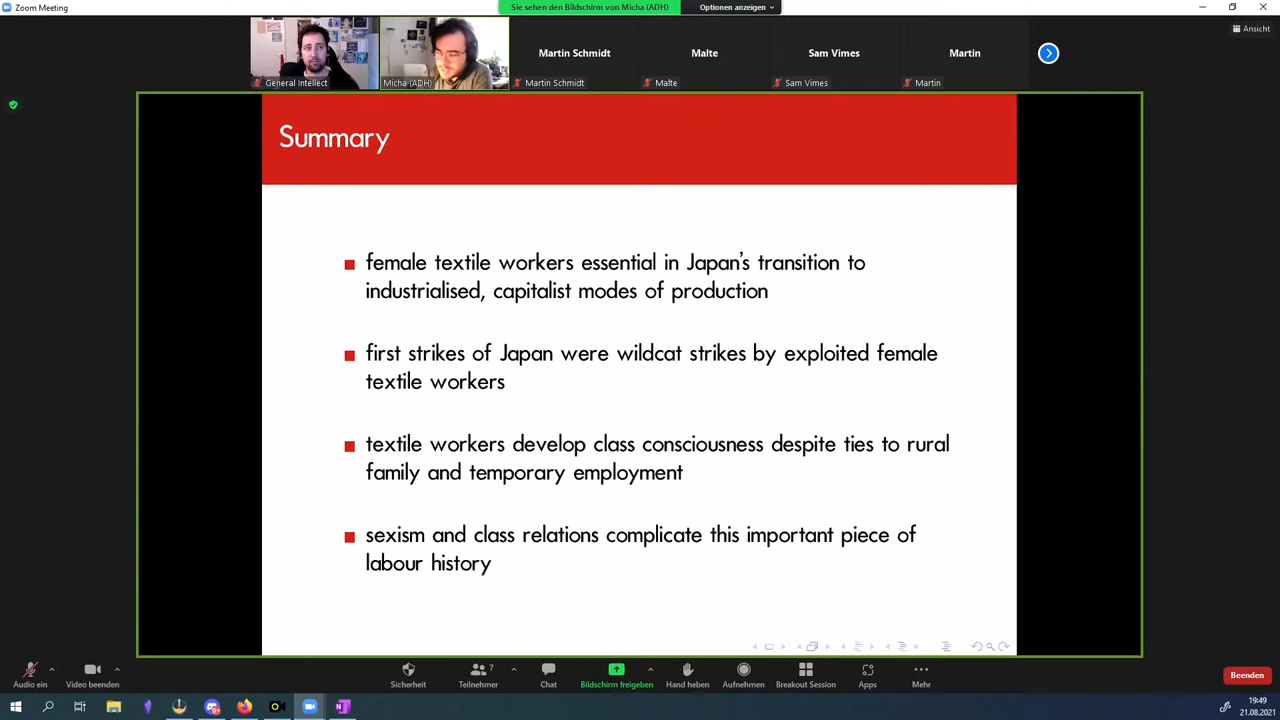 Zoom Meeting
Sie sehen den Bildschirm von Micha (ADH)
Optionen anzeigen
Ansicht
Martin Schmidt
Malte
Sam Vimes
Martin
General Intellect
Micha (ADH)
Martin Schmidt
Malte
Sam Vimes
Martin
Summary
female textile workers essential in Japan's transition to
industrialised, capitalist modes of production
first strikes of Japan were wildcat strikes by exploited female
textile workers
textile workers develop class consciousness despite ties to rural
family and temporary employment
sexism and class relations complicate this important piece of
labour history
Audio ein
Video beenden
Sicherheit
7
Teilnehmer
Chat
Bildschirm freigeben
Hand heben
Aufnehmen
Breakout Session
Apps
Mehr
Beenden
19:49
21.08.2021